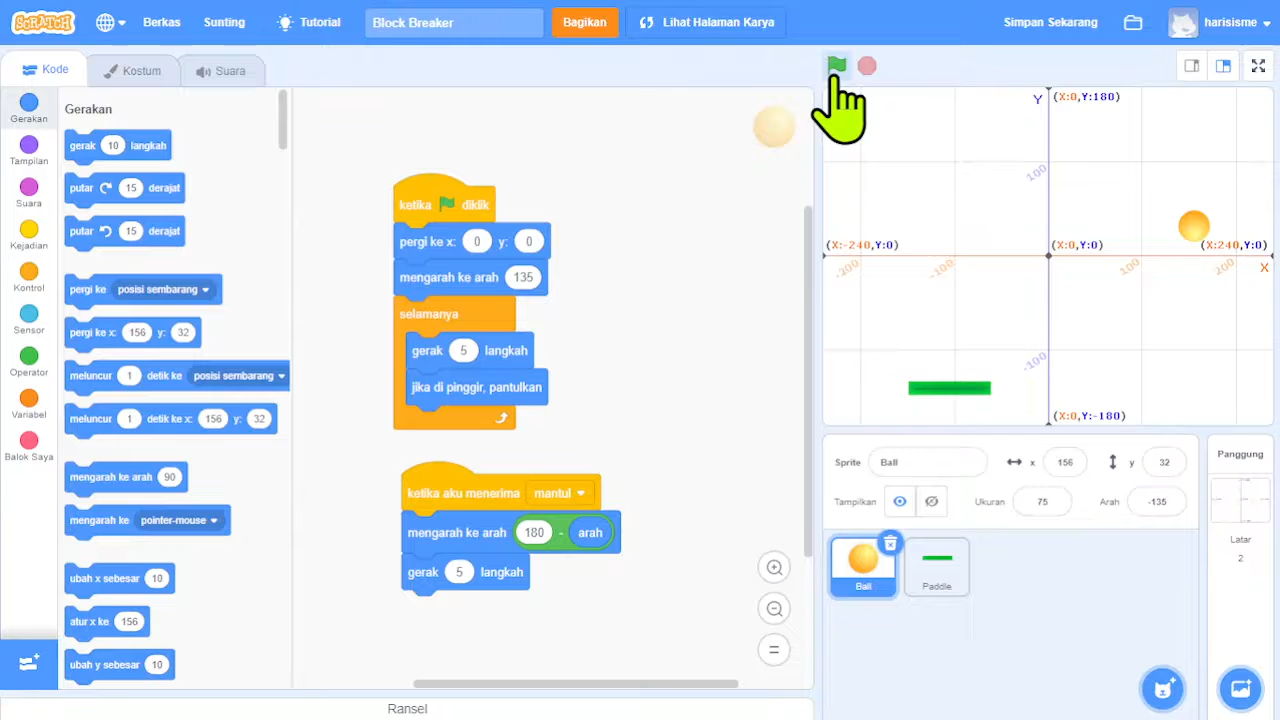 SCRATCH
Berkas
Sunting
Tutorial
Block Breaker
Bagikan
Lihat Halaman Karya
Simpan Sekarang
harisisme
Kode
Kostum
Suara
Gerakan
Tampilan
Suara
Kejadian
Kontrol
Sensor
Operator
Variabel
Balok Saya
Gerakan
gerak 10 langkah
putar 15 derajat
putar 15 derajat
pergi ke posisi sembarang
pergi ke x: 156 y: 32
meluncur 1 detik ke posisi sembarang
meluncur 1 detik ke x: 156 y: 32
mengarah ke arah 90
mengarah ke pointer-mouse
ubah x sebesar 10
atur x ke 156
ubah y sebesar 10
ketika diklik
pergi ke x: 0 y: 0
mengarah ke arah 135
selamanya
gerak 5 langkah
jika di pinggir, pantulkan
ketika aku menerima mantul
mengarah ke arah 180 - arah
gerak 5 langkah
Ransel
Y (X:0,Y:180)
100
(X:-240,Y:0) (X:0,Y:0) (X:240,Y:0)
-200 -100 100 200 X
-100
(X:0,Y:-180)
Sprite Ball x 156 y 32
Tampilkan Ukuran 75 Arah -135
Ball
Paddle
Panggung
Latar
2